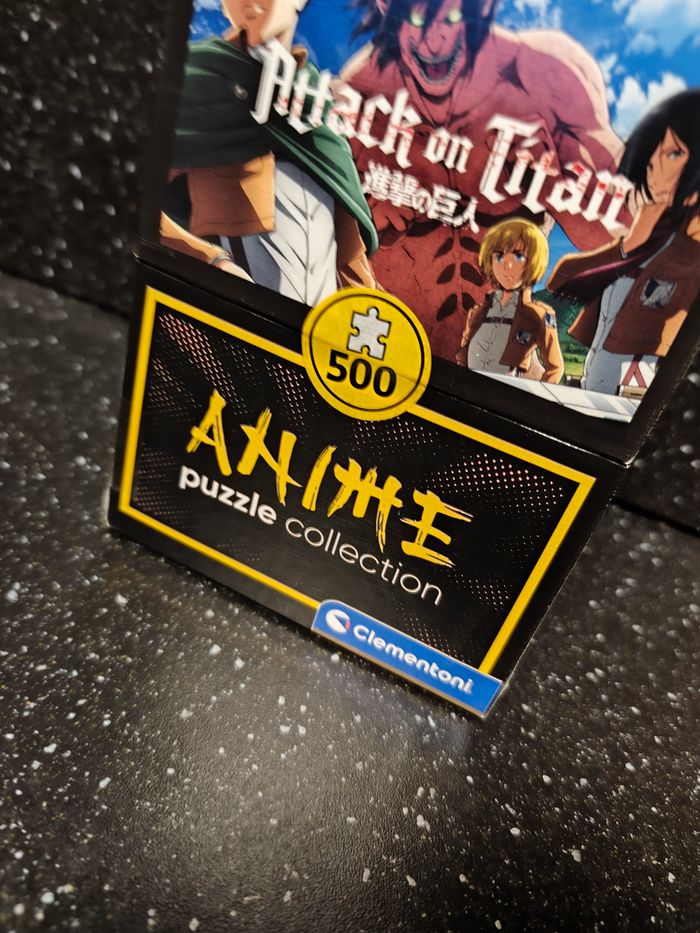 Attack on Titan
進撃の巨人
500
ANIME
puzzle collection
Clementoni